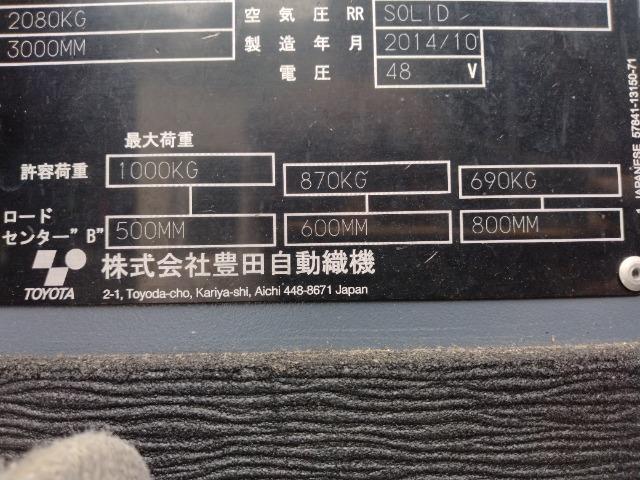 2080KG 空気圧RR SOLID
3000MM 製造年月 2014/10
電圧 48 V
最大荷重
許容荷重 1000KG 870KG 690KG
ロード
センター"B" 500MM 600MM 800MM
TOYOTA 株式会社豊田自動織機
2-1, Toyoda-cho, Kariya-shi, Aichi 448-8671 Japan
JAPANESE 57841-13150-71